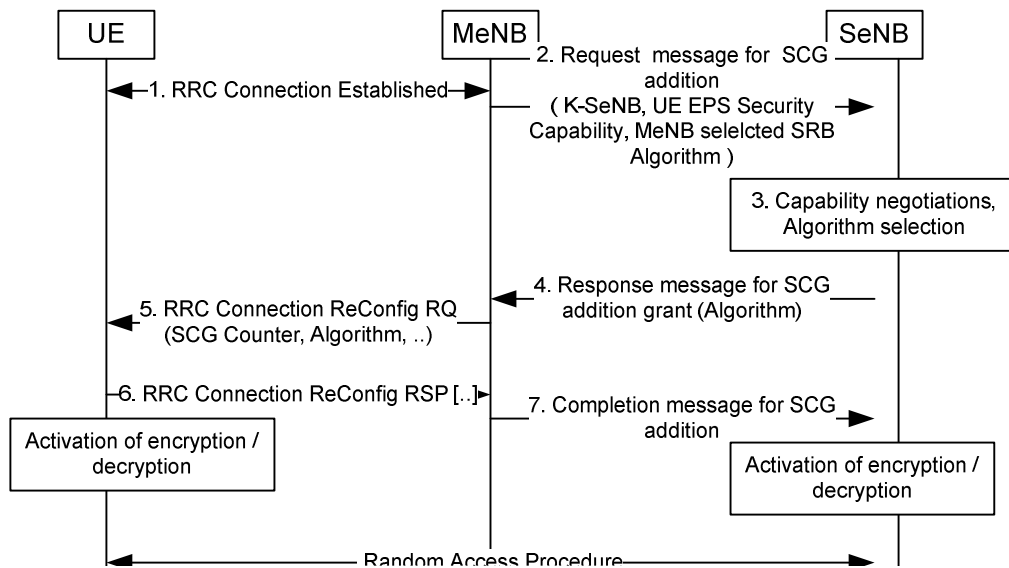 UE
MeNB
SeNB
1. RRC Connection Established
2. Request message for SCG
addition
( K-SeNB, UE EPS Security
Capability, MeNB selelcted SRB
Algorithm )
3. Capability negotiations,
Algorithm selection
4. Response message for SCG
addition grant (Algorithm)
5. RRC Connection ReConfig RQ
(SCG Counter, Algorithm, ..)
6. RRC Connection ReConfig RSP [..]
7. Completion message for SCG
addition
Activation of encryption /
decryption
Activation of encryption /
decryption
Random Access Procedure